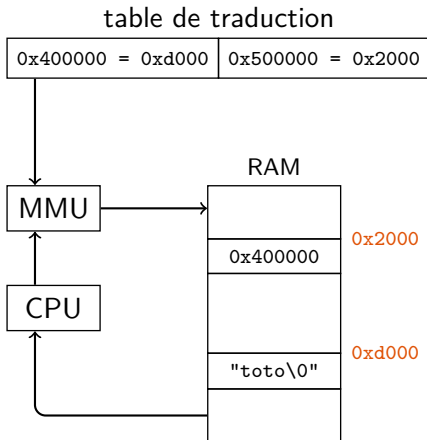 table de traduction
0x400000 = 0xd000 0x500000 = 0x2000
RAM
MMU
0x2000
0x400000
CPU
0xd000
"toto\0"